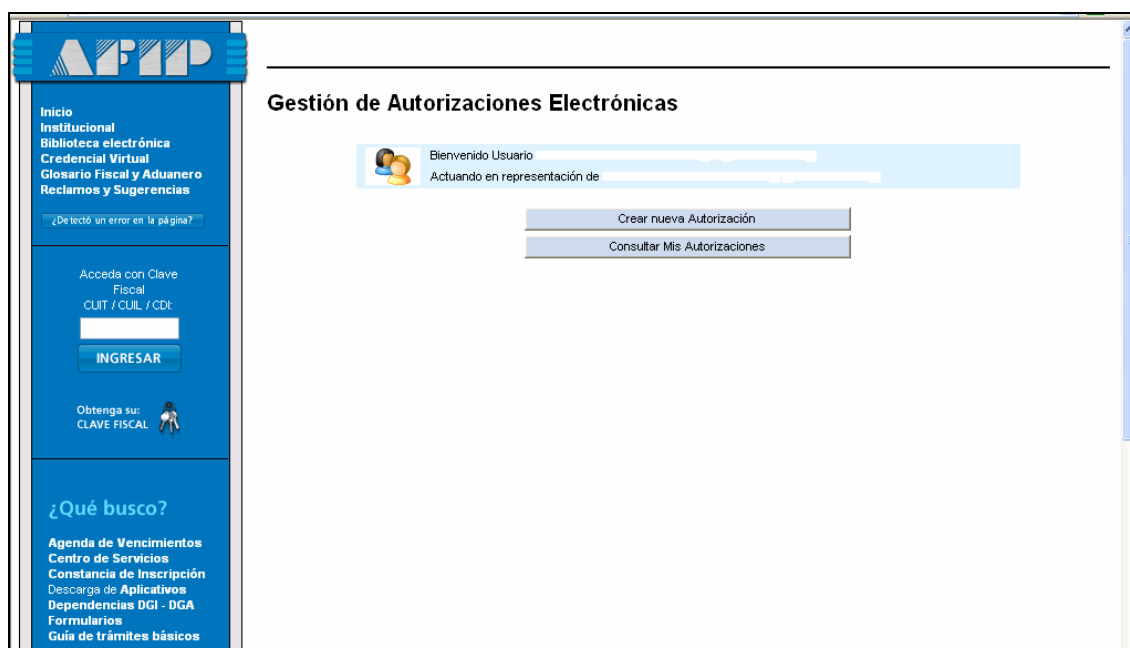 AFIP
Inicio
Institucional
Biblioteca electrónica
Credencial Virtual
Glosario Fiscal y Aduanero
Reclamos y Sugerencias
¿Detectó un error en la página?
Acceda con Clave
Fiscal
CUIT / CUIL / CDI:
INGRESAR
Obtenga su:
CLAVE FISCAL
¿Qué busco?
Agenda de Vencimientos
Centro de Servicios
Constancia de Inscripción
Descarga de Aplicativos
Dependencias DGI - DGA
Formularios
Guía de trámites básicos
Gestión de Autorizaciones Electrónicas
Bienvenido Usuario
Actuando en representación de
Crear nueva Autorización
Consultar Mis Autorizaciones